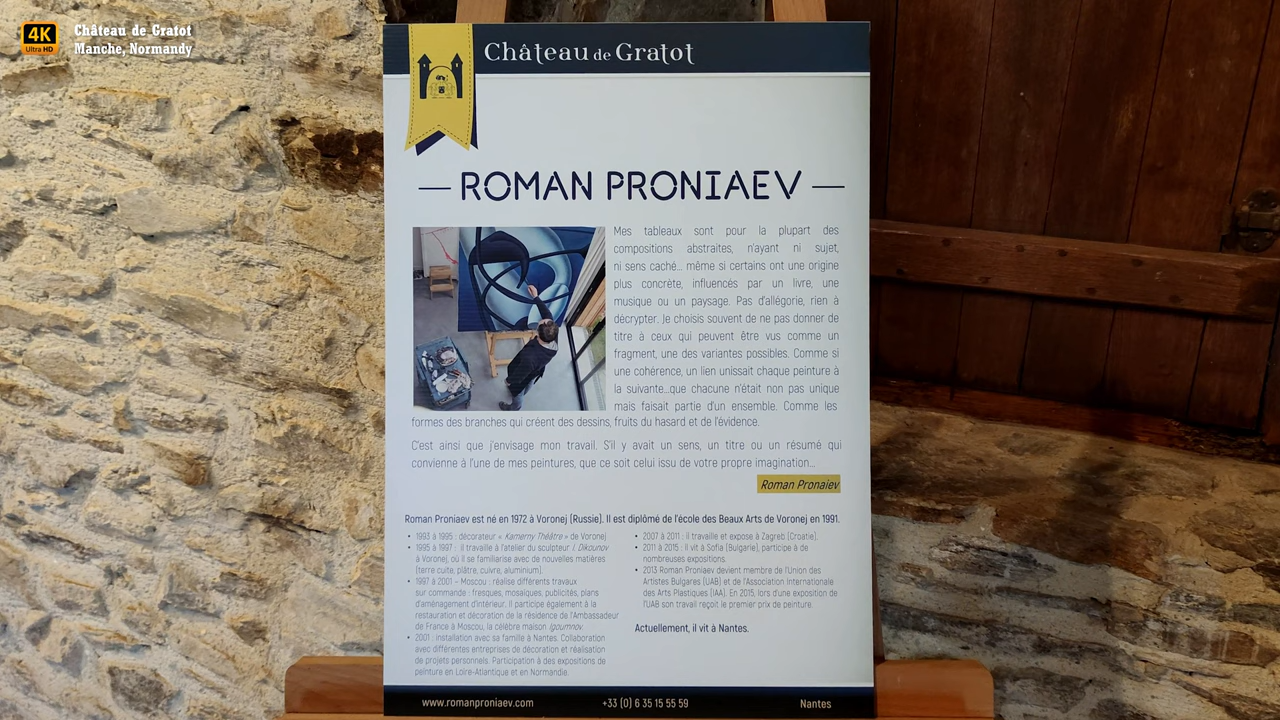 4K
Ultra HD
Château de Gratot
Manche, Normandy
Château de Gratot
ROMAN PRONIAEV
Mes tableaux sont pour la plupart des
compositions abstraites, n'ayant ni sujet,
ni sens caché... même si certains ont une origine
plus concrète, influencés par un livre, une
musique ou un paysage. Pas d'allégorie, rien à
décrypter. Je choisis souvent de ne pas donner de
titre à ceux qui peuvent être vus comme un
fragment, une des variantes possibles. Comme si
une cohérence, un lien unissait chaque peinture à
la suivante...que chacune n'était non pas unique
mais faisait partie d'un ensemble. Comme les
formes des branches qui créent des dessins, fruits du hasard et de l'évidence.
C'est ainsi que j'envisage mon travail. S'il y avait un sens, un titre ou un résumé qui
convienne à l'une de mes peintures, que ce soit celui issu de votre propre imagination...
Roman Pronaiev
Roman Proniaev est né en 1972 à Voronej (Russie). Il est diplômé de l'école des Beaux Arts de Voronej en 1991.
• 1993 à 1995 : décorateur « Kamerny Théâtre » de Voronej
• 1995 à 1997 : Il travaille à l'atelier du sculpteur I. Dikounov
à Voronej, où il se familiarise avec de nouvelles matières
(terre cuite, plâtre, cuivre, aluminium).
• 1997 à 2001 - Moscou : réalise différents travaux
sur commande : fresques, mosaïques, publicités, plans
d'aménagement d'intérieur. Il participe également à la
restauration et décoration de la résidence de l'Ambassadeur
de France à Moscou, la célèbre maison Igoumnov.
• 2001 : installation avec sa famille à Nantes. Collaboration
avec différentes entreprises de décoration et réalisation
de projets personnels. Participation à des expositions de
peinture en Loire-Atlantique et en Normandie.
• 2007 à 2011 : il travaille et expose à Zagreb (Croatie).
• 2011 à 2015 : il vit à Sofia (Bulgarie), participe à de
nombreuses expositions.
• 2013 Roman Proniaev devient membre de l'Union des
Artistes Bulgares (UAB) et de l'Association Internationale
des Arts Plastiques (IAA). En 2015, lors d'une exposition de
l'UAB son travail reçoit le premier prix de peinture.
Actuellement, il vit à Nantes.
www.romanproniaev.com
+33 (0) 6 35 15 55 59
Nantes